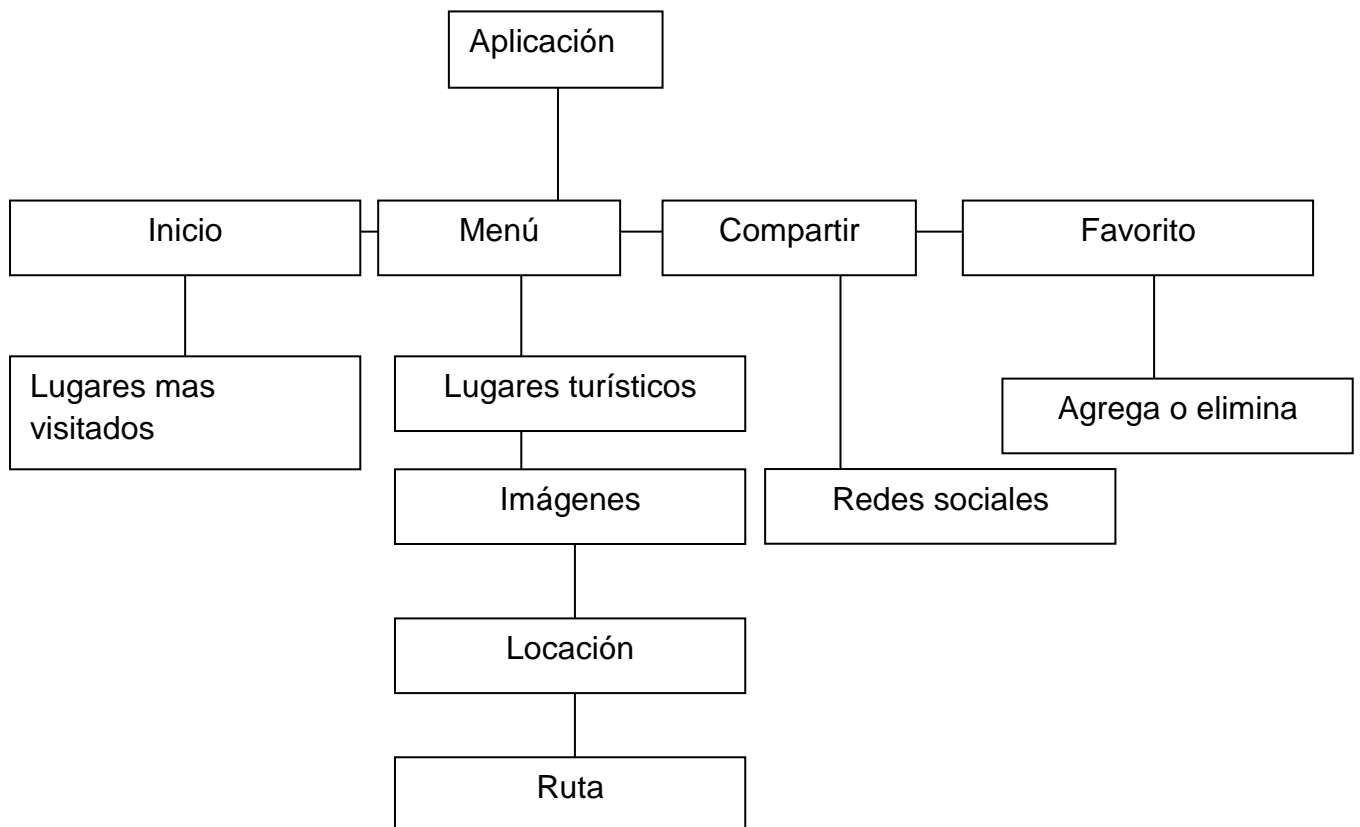 Aplicación
Inicio
Menú
Compartir
Favorito
Lugares mas
visitados
Lugares turísticos
Agrega o elimina
Imágenes
Redes sociales
Locación
Ruta